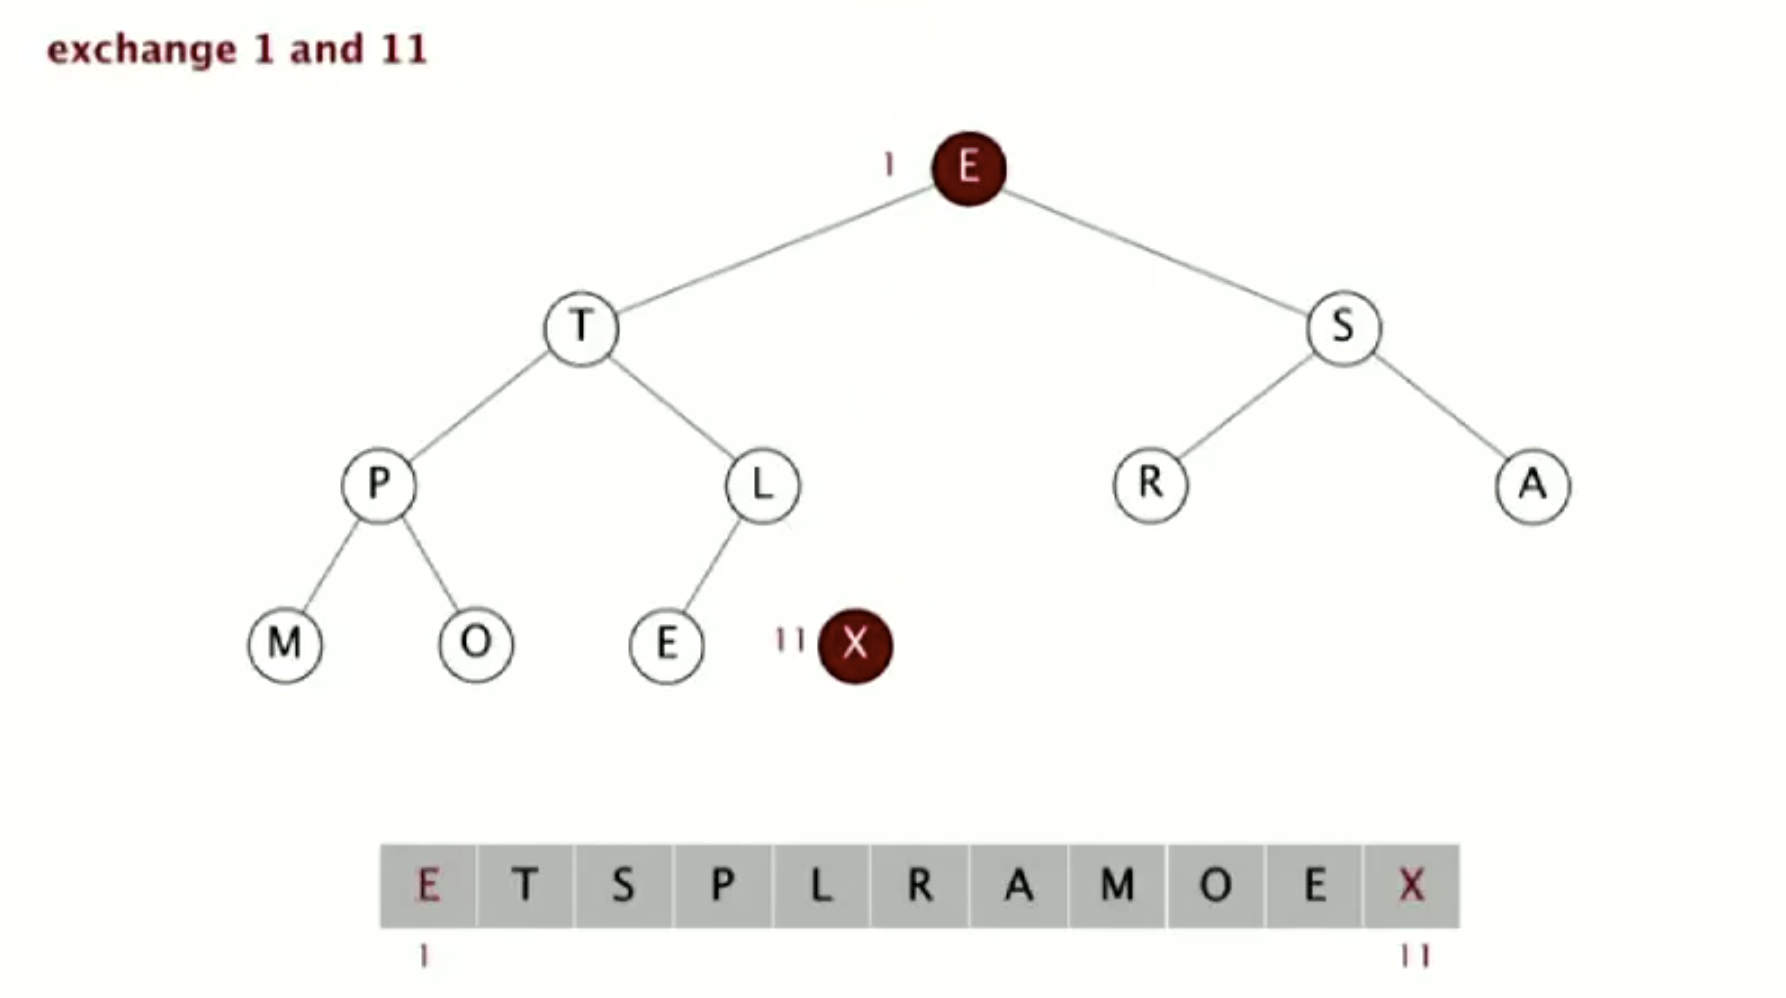 exchange 1 and 11
1 E
T S
P L R A
M O E 11 X
E T S P L R A M O E X
1 11